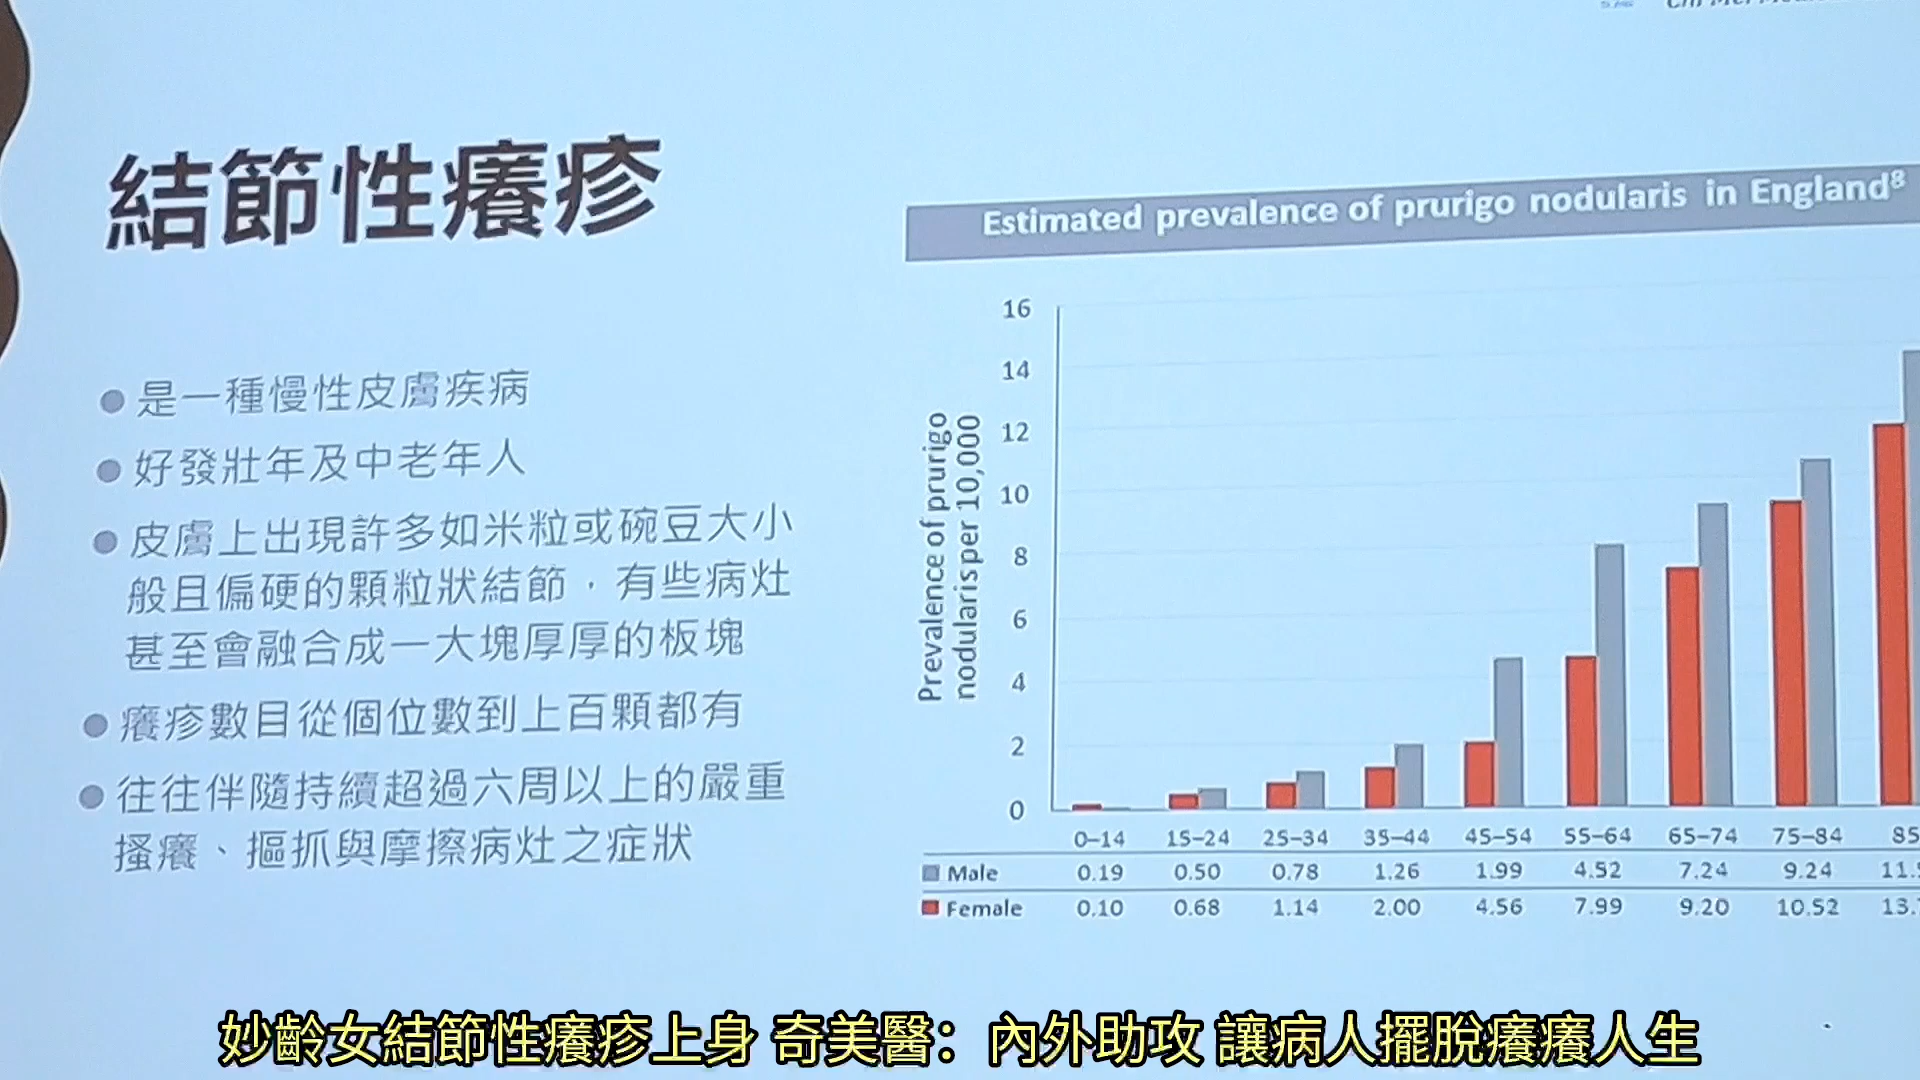 結節性癢疹
是一種慢性皮膚疾病
好發壯年及中老年人
皮膚上出現許多如米粒或碗豆大小
般且偏硬的顆粒狀結節，有些病灶
甚至會融合成一大塊厚厚的板塊
癢疹數目從個位數到上百顆都有
往往伴隨持續超過六周以上的嚴重
搔癢、摳抓與摩擦病灶之症狀
Estimated prevalence of prurigo nodularis in England⁸
Prevalence of prurigo
nodularis per 10,000
16
14
12
10
8
6
4
2
0
0–14 15–24 25–34 35–44 45–54 55–64 65–74 75–84 85
Male 0.19 0.50 0.78 1.26 1.99 4.52 7.24 9.24
Female 0.10 0.68 1.14 2.00 4.56 7.99 9.20 10.52
妙齡女結節性癢疹上身 奇美醫：內外助攻 讓病人擺脫癢癢人生